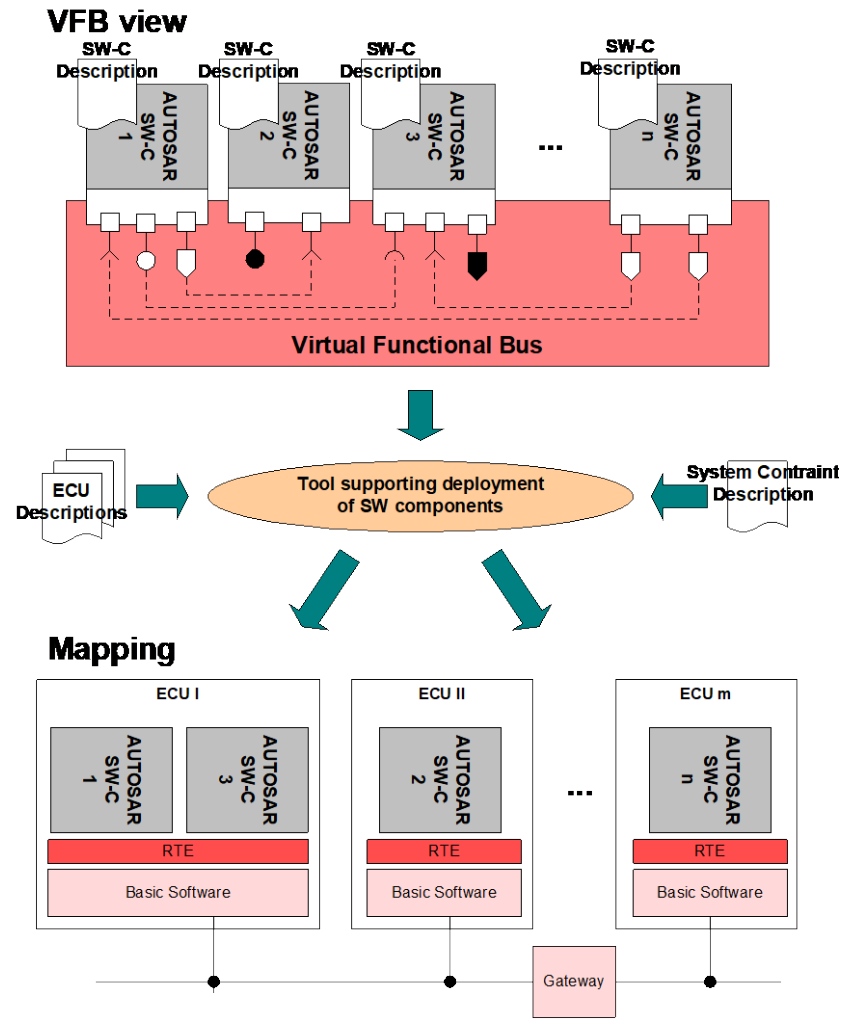 VFB view
SW-C
Description
SW-C
Description
SW-C
Description
SW-C
Description
AUTOSAR
SW-C
1
AUTOSAR
SW-C
2
AUTOSAR
SW-C
3
...
AUTOSAR
SW-C
n
Virtual Functional Bus
ECU
Descriptions
Tool supporting deployment
of SW components
System Contraint
Description
Mapping
ECU I
AUTOSAR
SW-C
1
AUTOSAR
SW-C
3
RTE
Basic Software
ECU II
AUTOSAR
SW-C
2
RTE
Basic Software
...
ECU m
AUTOSAR
SW-C
n
RTE
Basic Software
Gateway